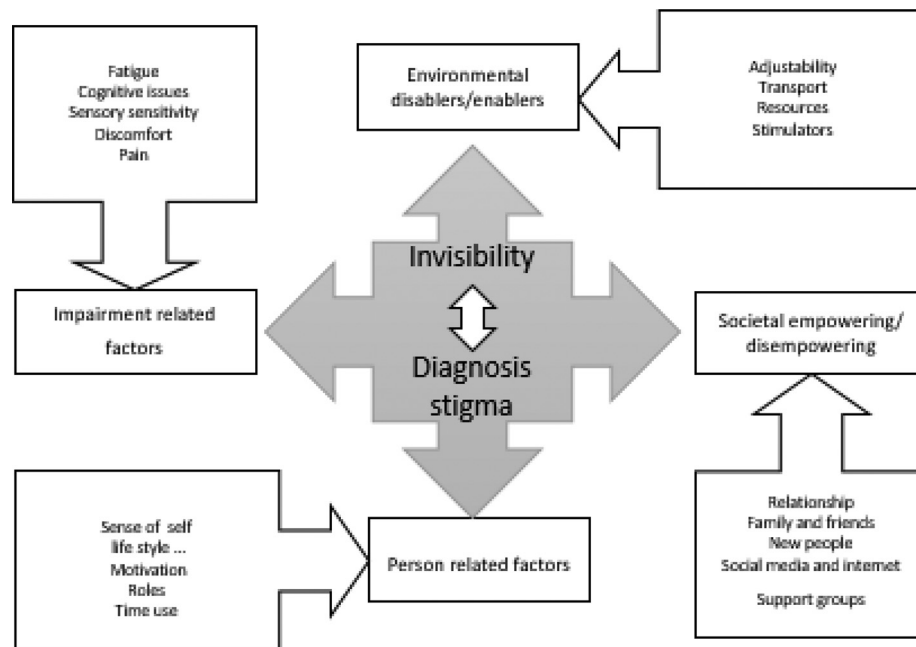 Fatigue
Cognitive issues
Sensory sensitivity
Discomfort
Pain
Environmental
disablers/enablers
Adjustability
Transport
Resources
Stimulators
Invisibility
Diagnosis
stigma
Impairment related
factors
Societal empowering/
disempowering
Sense of self
life style ...
Motivation
Roles
Time use
Person related factors
Relationship
Family and friends
New people
Social media and internet
Support groups